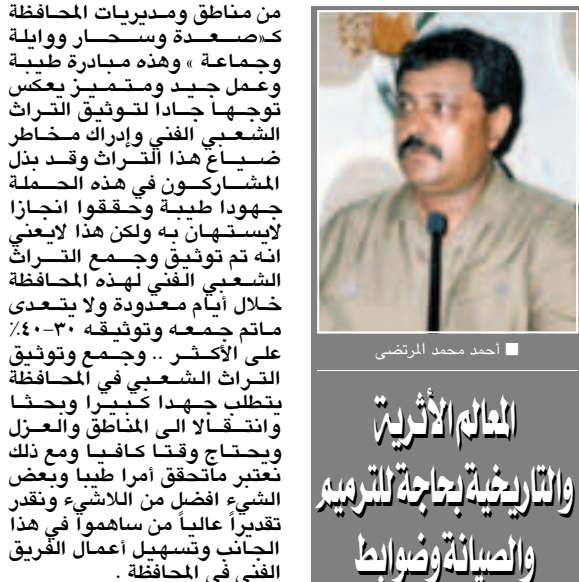 ■ أحمد محمد المرتضى
المعالم الأثرية
والتاريخية بحاجة للترميم
والصيانة وضوابط
من مناطق ومديريات المحافظة
كـ«صـعـدة وسـحـار ووايلة
وجماعة » وهذه مبادرة طيبة
وعمل جيد ومتميز يعكس
توجها جادا لتوثيق التراث
الشعبي الفني وإدراك مخاطر
ضياع هذا التراث وقد بذل
المشاركون في هذه الحملة
جهودا طيبة وحققوا انجازا
لايستهان به ولكن هذا لايعني
انه تم توثيق وجمع التراث
الشعبي الفني لهذه المحافظة
خلال أيام معدودة ولا يتعدى
ماتم جمعه وتوثيقه ٣٠-٤٠٪
على الأكثر .. وجمع وتوثيق
التراث الشعبي في المحافظة
يتطلب جهدا كبيرا وبحثا
وانتقالا الى المناطق والعزل
ويحتاج وقتا كافيا ومع ذلك
نعتبر ماتحقق أمرا طيبا وبعض
الشيء افضل من اللاشيء ونقدر
تقديراً عالياً من ساهموا في هذا
الجانب وتسهيل أعمال الفريق
الفني في المحافظة .